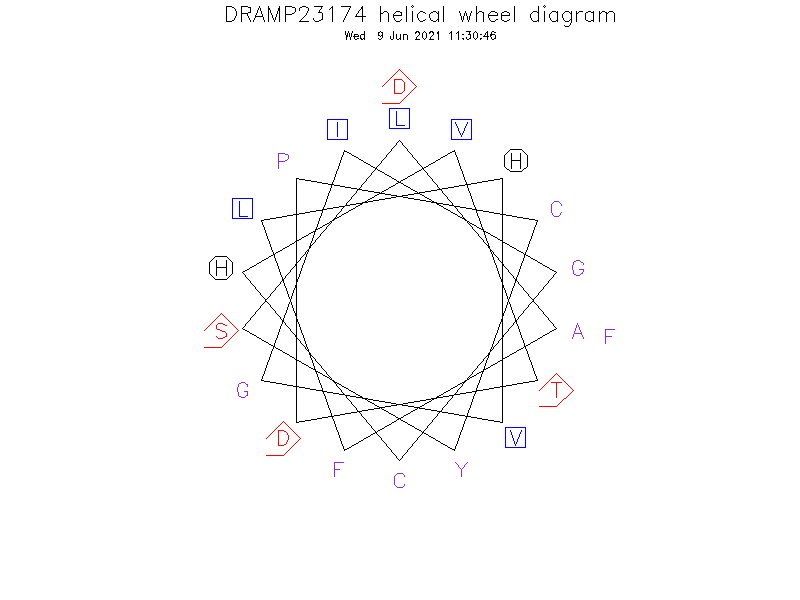 DRAMP23174 helical wheel diagram
Wed 9 Jun 2021 11:30:46
D
I L V
P H
L C
H G
S A F
G T
D V
F C Y